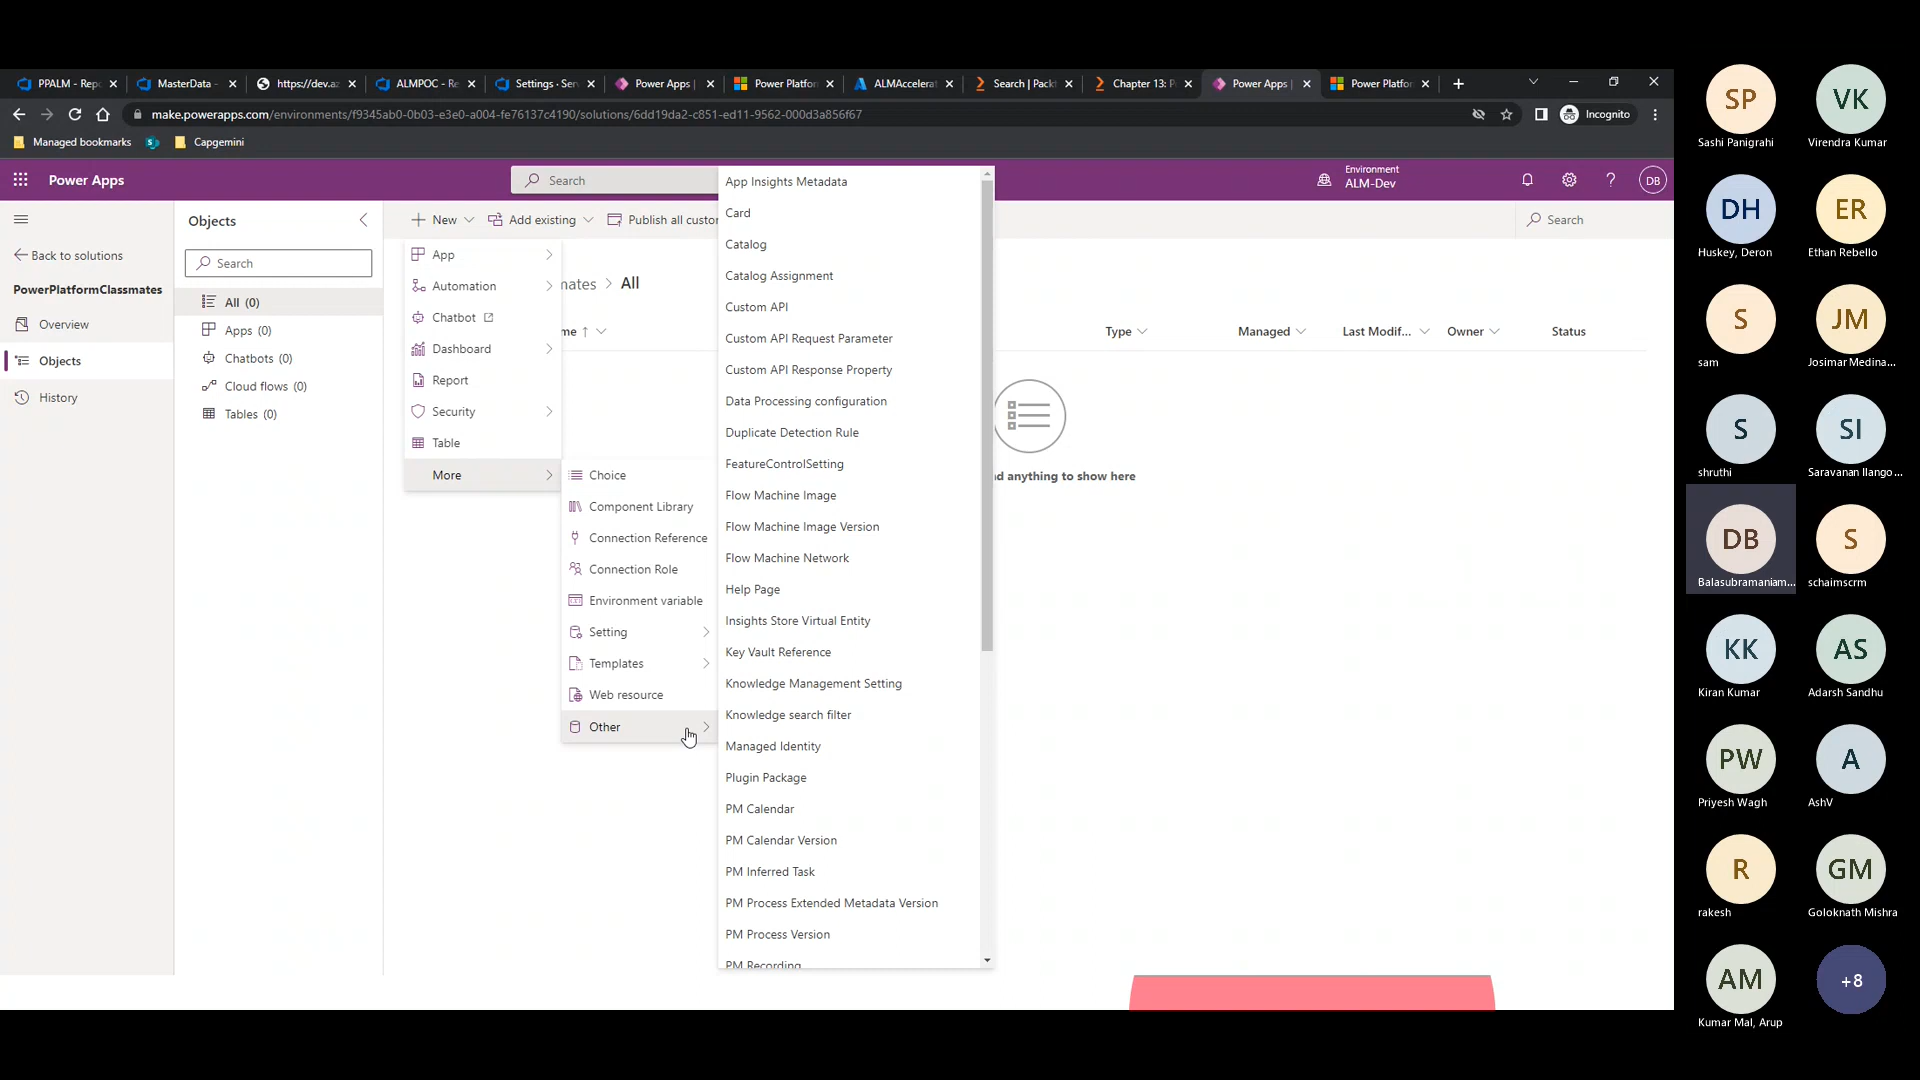 PPALM - Repo
MasterData -
https://dev.az
ALMPOC - Re
Settings · Serv
Power Apps |
Power Platfor
ALMAccelerat
Search | Packt
Chapter 13: P
Power Apps |
Power Platfor
make.powerapps.com/environments/f9345ab0-0b03-e3e0-a004-fe76137c4190/solutions/6dd19da2-c851-ed11-9562-000d3a856f67
Incognito
Managed bookmarks
Capgemini
Power Apps
Search
Environment
ALM-Dev
DB
Back to solutions
PowerPlatformClassmates
Overview
Objects
History
Objects
Search
All (0)
Apps (0)
Chatbots (0)
Cloud flows (0)
Tables (0)
New
Add existing
Publish all custor
Search
mates > All
me ↑
Type
Managed
Last Modif...
Owner
Status
d anything to show here
App
Automation
Chatbot
Dashboard
Report
Security
Table
More
Choice
Component Library
Connection Reference
Connection Role
Environment variable
Setting
Templates
Web resource
Other
App Insights Metadata
Card
Catalog
Catalog Assignment
Custom API
Custom API Request Parameter
Custom API Response Property
Data Processing configuration
Duplicate Detection Rule
FeatureControlSetting
Flow Machine Image
Flow Machine Image Version
Flow Machine Network
Help Page
Insights Store Virtual Entity
Key Vault Reference
Knowledge Management Setting
Knowledge search filter
Managed Identity
Plugin Package
PM Calendar
PM Calendar Version
PM Inferred Task
PM Process Extended Metadata Version
PM Process Version
PM Recording
SP
Sashi Panigrahi
VK
Virendra Kumar
DH
Huskey, Deron
ER
Ethan Rebello
S
sam
JM
Josimar Medina...
S
shruthi
SI
Saravanan Ilango...
DB
Balasubramaniam...
S
schaimscrm
KK
Kiran Kumar
AS
Adarsh Sandhu
PW
Priyesh Wagh
A
AshV
R
rakesh
GM
Goloknath Mishra
AM
Kumar Mal, Arup
+8